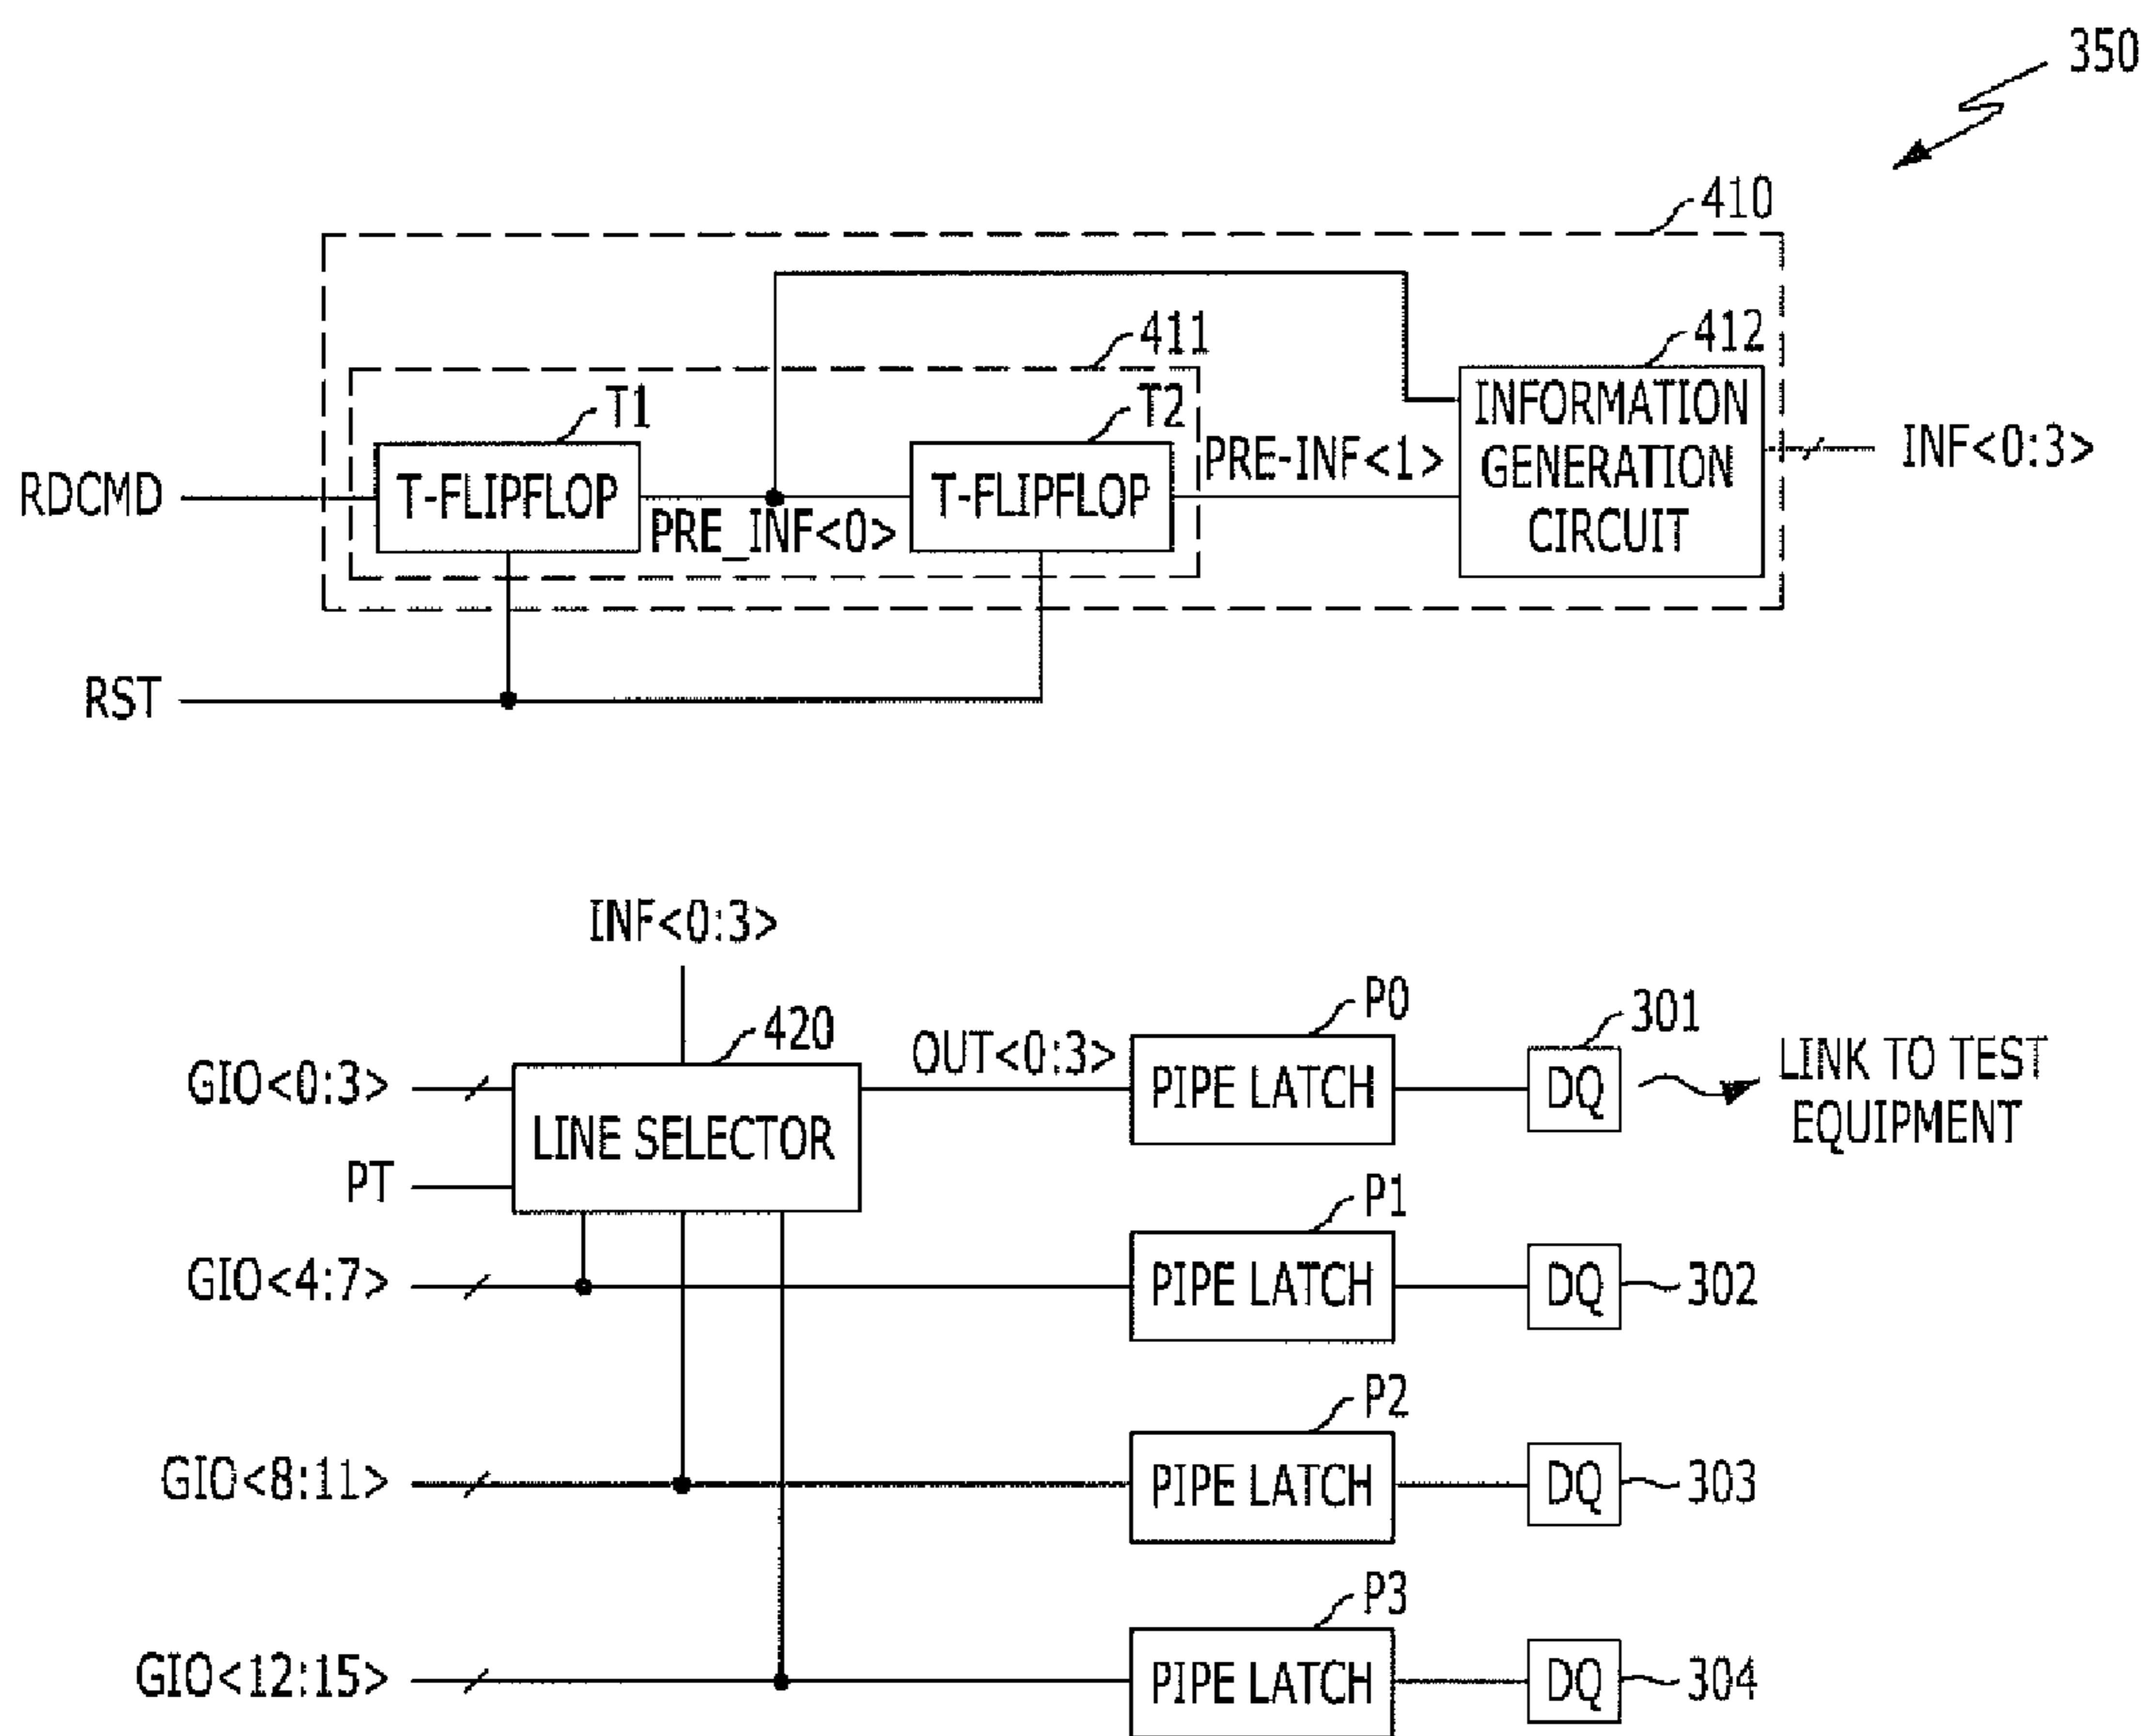 350
410
411
412
T1
T2
INFORMATION
GENERATION
CIRCUIT
RDCMD
T-FLIPFLOP
PRE_INF<0>
T-FLIPFLOP
PRE-INF<1>
INF<0:3>
RST
INF<0:3>
420
OUT<0:3>
P0
301
GIO<0:3>
LINE SELECTOR
PIPE LATCH
DQ
LINK TO TEST
EQUIPMENT
PT
P1
GIO<4:7>
PIPE LATCH
DQ
302
P2
GIO<8:11>
PIPE LATCH
DQ
303
P3
GIO<12:15>
PIPE LATCH
DQ
304